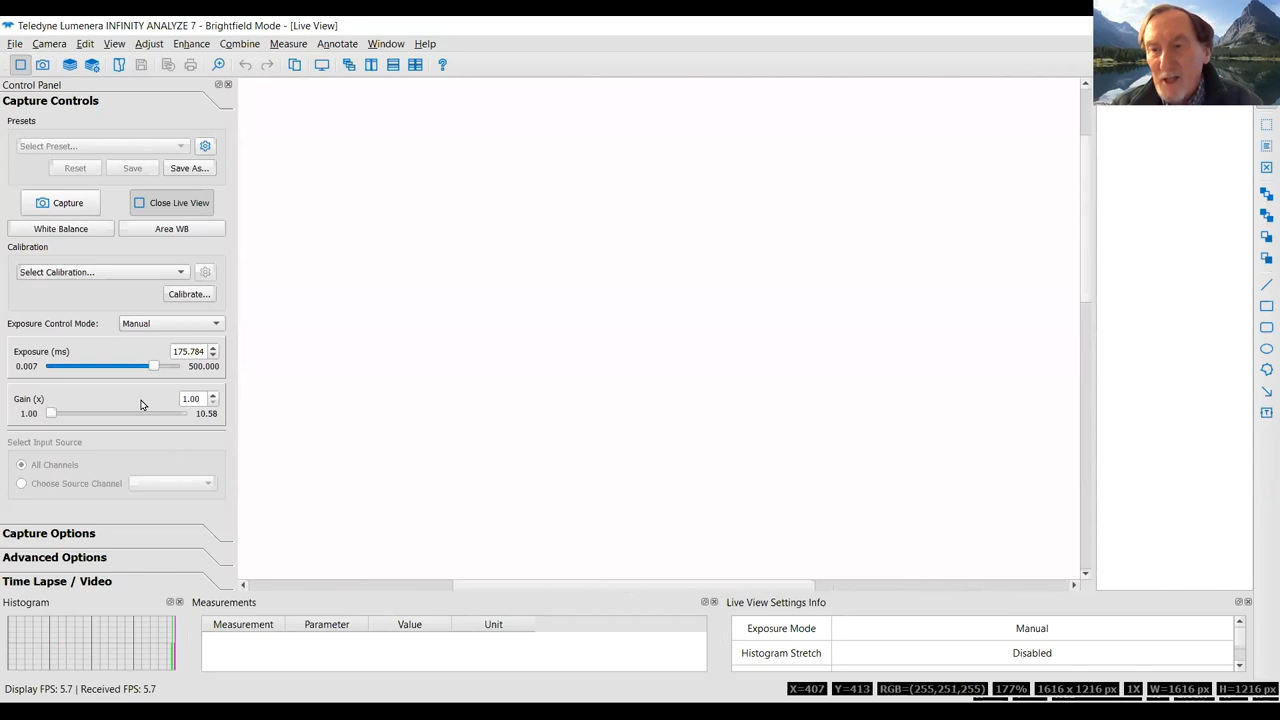 Teledyne Lumenera INFINITY ANALYZE 7 - Brightfield Mode - [Live View]
File Camera Edit View Adjust Enhance Combine Measure Annotate Window Help
Control Panel
Capture Controls
Presets
Select Preset...
Reset Save Save As...
Capture Close Live View
White Balance Area WB
Calibration
Select Calibration...
Calibrate...
Exposure Control Mode: Manual
Exposure (ms) 175.784
0.007 500.000
Gain (x) 1.00
1.00 10.58
Select Input Source
All Channels
Choose Source Channel
Capture Options
Advanced Options
Time Lapse / Video
Histogram Measurements Live View Settings Info
Measurement Parameter Value Unit
Exposure Mode Manual
Histogram Stretch Disabled
Display FPS: 5.7 | Received FPS: 5.7
X=407 Y=413 RGB=(255,251,255) 177% 1616 x 1216 px 1X W=1616 px H=1216 px